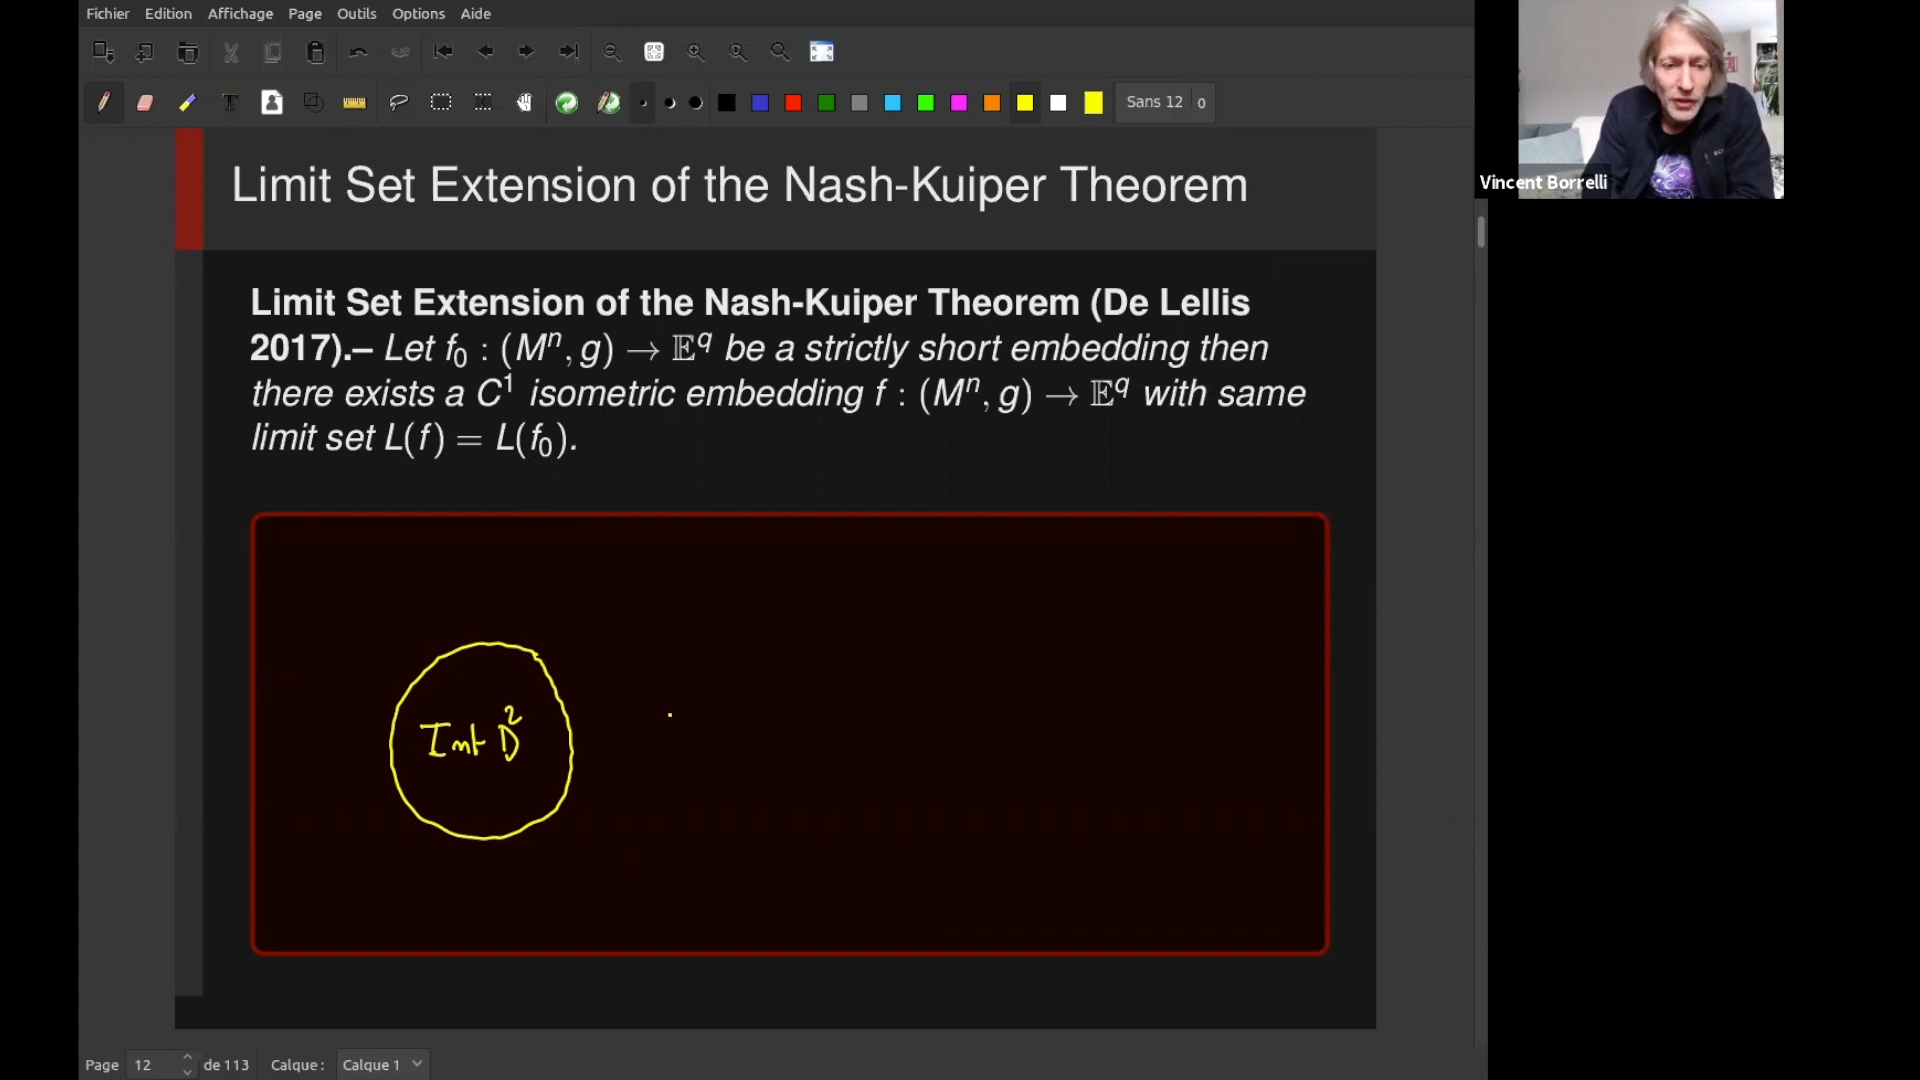 Fichier Edition Affichage Page Outils Options Aide
Sans 12 0
Vincent Borrelli
Limit Set Extension of the Nash-Kuiper Theorem
Limit Set Extension of the Nash-Kuiper Theorem (De Lellis
2017).– Let f₀ : (Mⁿ, g) → 𝔼^q be a strictly short embedding then
there exists a C¹ isometric embedding f : (Mⁿ, g) → 𝔼^q with same
limit set L(f) = L(f₀).
Int D²
Page 12 de 113 Calque : Calque 1